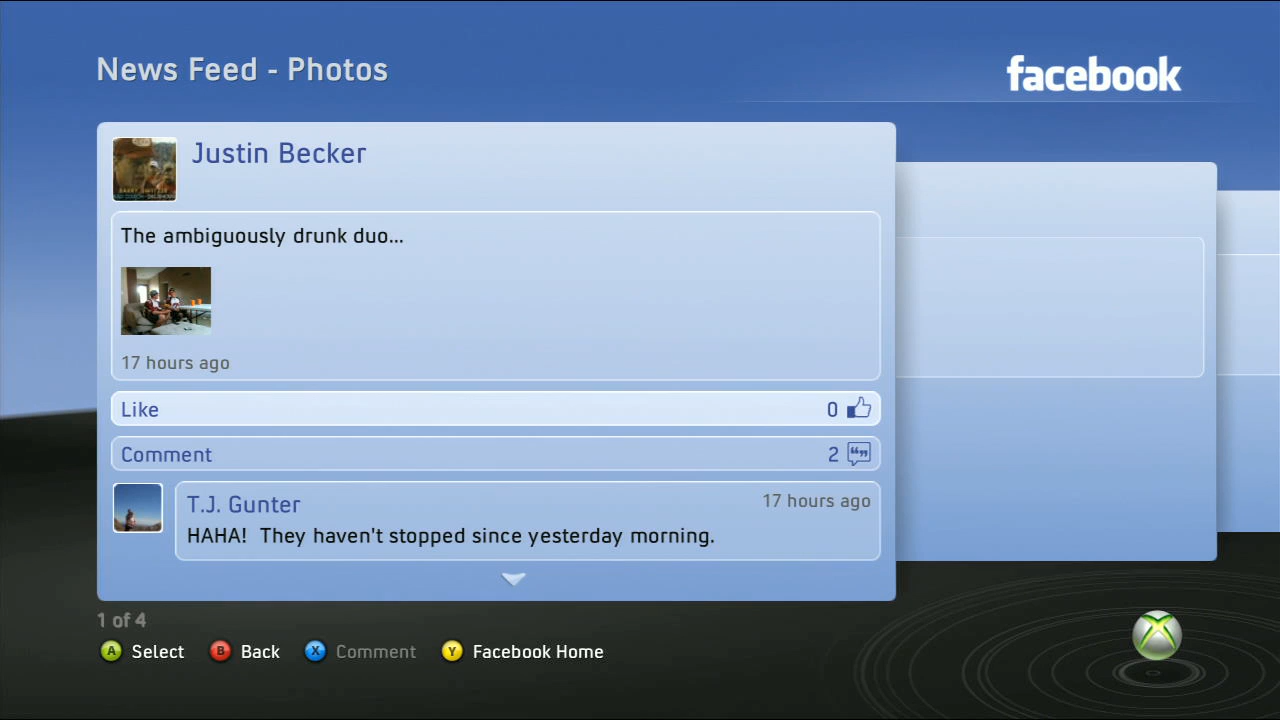 News Feed - Photos
facebook
Justin Becker
The ambiguously drunk duo...
17 hours ago
Like
0
Comment
2
T.J. Gunter
17 hours ago
HAHA!  They haven't stopped since yesterday morning.
1 of 4
A Select
B Back
X Comment
Y Facebook Home